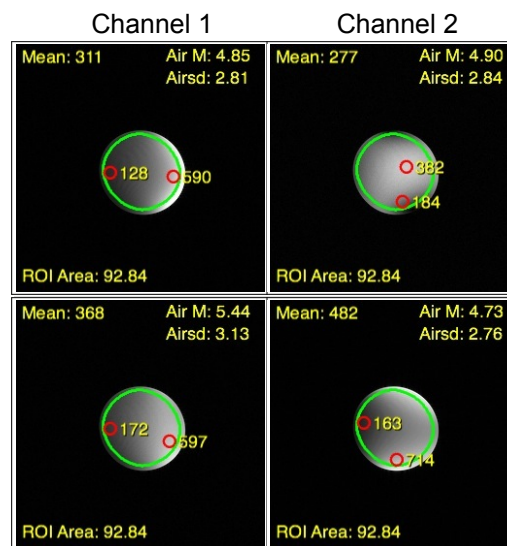 Channel 1 Channel 2
Mean: 311 Air M: 4.85
Airsd: 2.81
128 590
ROI Area: 92.84
Mean: 277 Air M: 4.90
Airsd: 2.84
382
184
ROI Area: 92.84
Mean: 368 Air M: 5.44
Airsd: 3.13
172
597
ROI Area: 92.84
Mean: 482 Air M: 4.73
Airsd: 2.76
163
714
ROI Area: 92.84